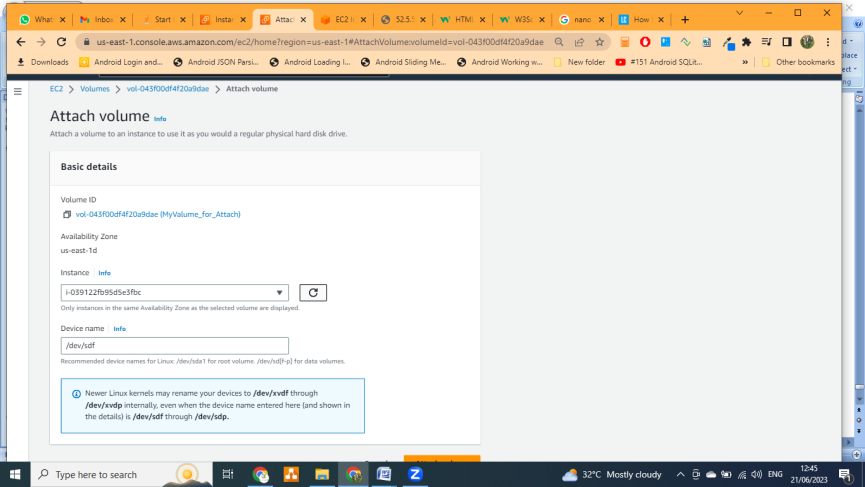 What
Inbo
Start
Instar
Attac
EC2 I
52.5.
HTML
W3Sc
nano
How
us-east-1.console.aws.amazon.com/ec2/home?region=us-east-1#AttachVolume:volumeId=vol-043f00df4f20a9dae
Downloads
Android Login and...
Android JSON Parsi...
Android Loading I...
Android Sliding Me...
Android Working w...
New folder
#151 Android SQLit...
»
Other bookmarks
EC2 > Volumes > vol-043f00df4f20a9dae > Attach volume
Attach volume Info
Attach a volume to an instance to use it as you would a regular physical hard disk drive.
Basic details
Volume ID
vol-043f00df4f20a9dae (MyValume_for_Attach)
Availability Zone
us-east-1d
Instance Info
i-039122fb95d5e3fbc
Only instances in the same Availability Zone as the selected volume are displayed.
Device name Info
/dev/sdf
Recommended device names for Linux: /dev/sda1 for root volume. /dev/sd[f-p] for data volumes.
Newer Linux kernels may rename your devices to /dev/xvdf through
/dev/xvdp internally, even when the device name entered here (and shown in
the details) is /dev/sdf through /dev/sdp.
Type here to search
32°C Mostly cloudy
ENG
12:45
21/06/2023